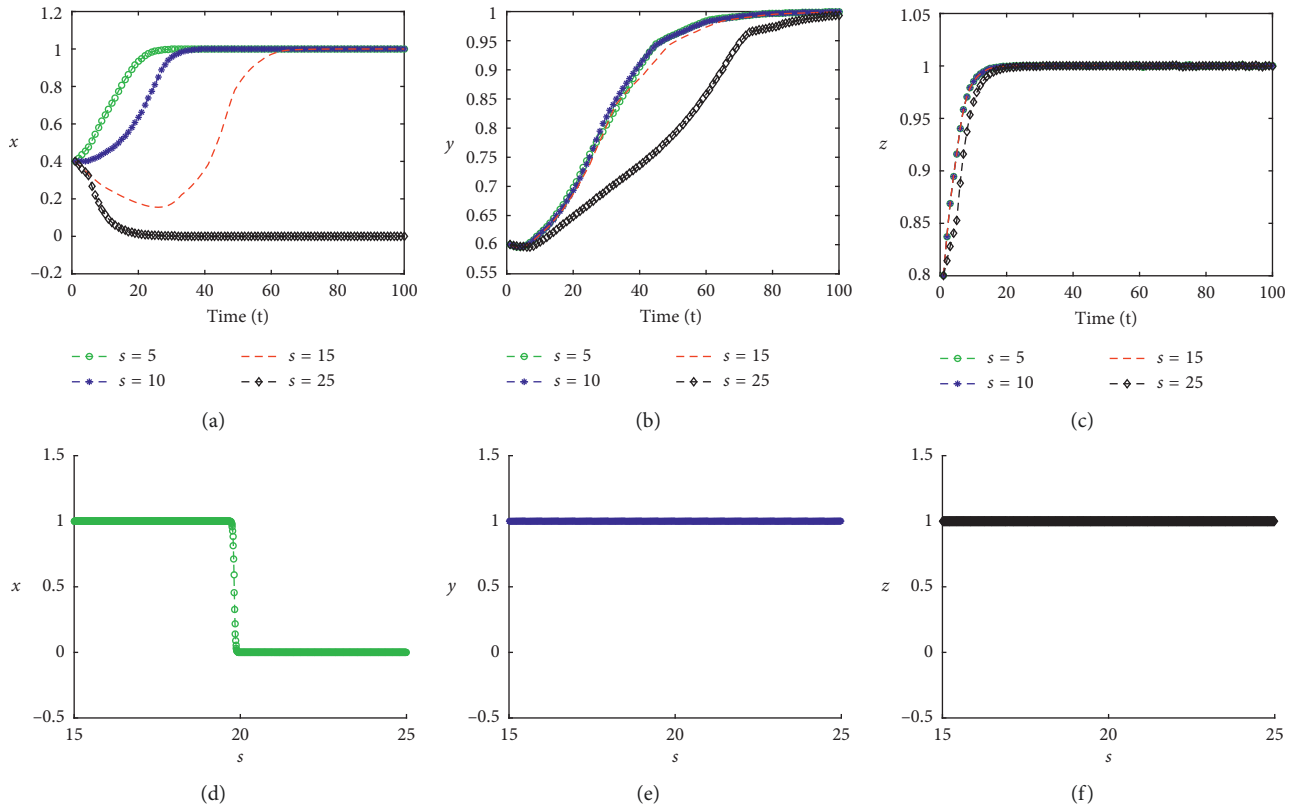 1.2
1
0.8
0.6
0.4
0.2
0
−0.2
x
0
20
40
60
80
100
Time (t)
s = 5
s = 10
s = 15
s = 25
(a)
1
0.95
0.9
0.85
0.8
0.75
0.7
0.65
0.6
0.55
y
0
20
40
60
80
100
Time (t)
s = 5
s = 10
s = 15
s = 25
(b)
1.05
1
0.95
0.9
0.85
0.8
z
0
20
40
60
80
100
Time (t)
s = 5
s = 10
s = 15
s = 25
(c)
1.5
1
0.5
0
−0.5
x
15
20
25
s
(d)
1.5
1
0.5
0
−0.5
y
15
20
25
s
(e)
1.5
1
0.5
0
−0.5
z
15
20
25
s
(f)